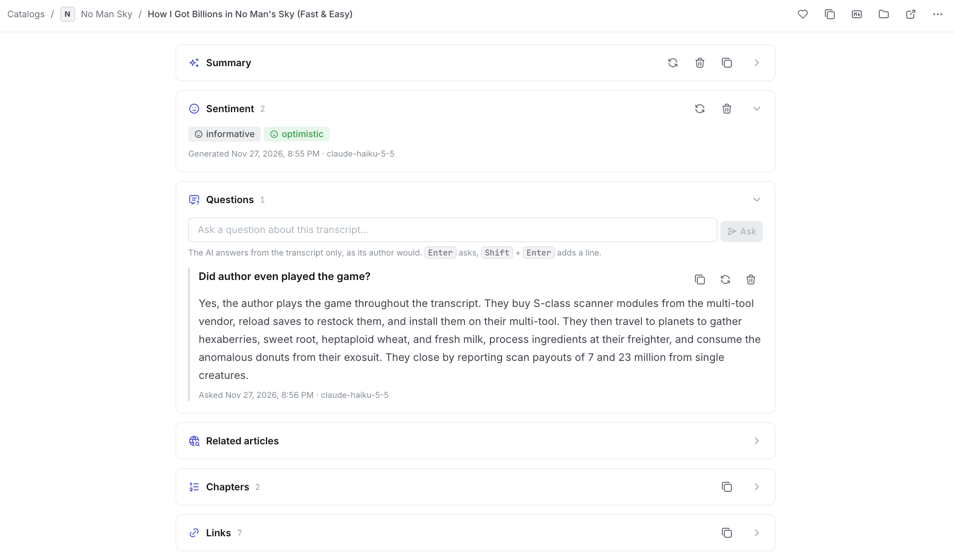 Catalogs / N No Man Sky / How I Got Billions in No Man's Sky (Fast & Easy)
Summary
Sentiment 2
informative optimistic
Generated Nov 27, 2026, 8:55 PM · claude-haiku-5-5
Questions 1
Ask a question about this transcript...
Ask
The AI answers from the transcript only, as its author would. Enter asks, Shift + Enter adds a line.
Did author even played the game?
Yes, the author plays the game throughout the transcript. They buy S-class scanner modules from the multi-tool
vendor, reload saves to restock them, and install them on their multi-tool. They then travel to planets to gather
hexaberries, sweet root, heptaploid wheat, and fresh milk, process ingredients at their freighter, and consume the
anomalous donuts from their exosuit. They close by reporting scan payouts of 7 and 23 million from single
creatures.
Asked Nov 27, 2026, 8:56 PM · claude-haiku-5-5
Related articles
Chapters 2
Links 7